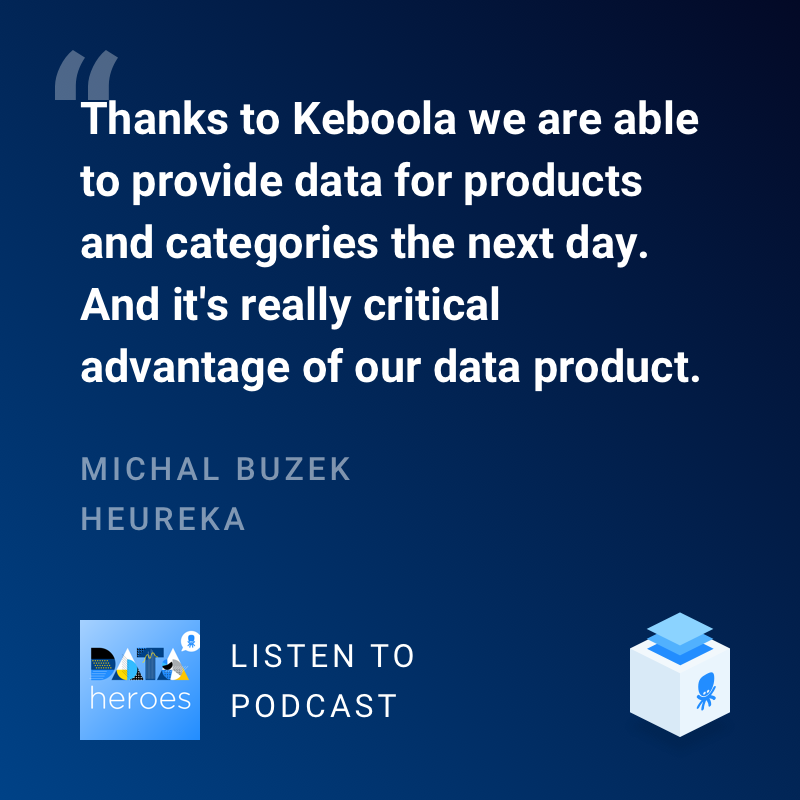 “
Thanks to Keboola we are able
to provide data for products
and categories the next day.
And it's really critical
advantage of our data product.
MICHAL BUZEK
HEUREKA
DATA
heroes
LISTEN TO
PODCAST